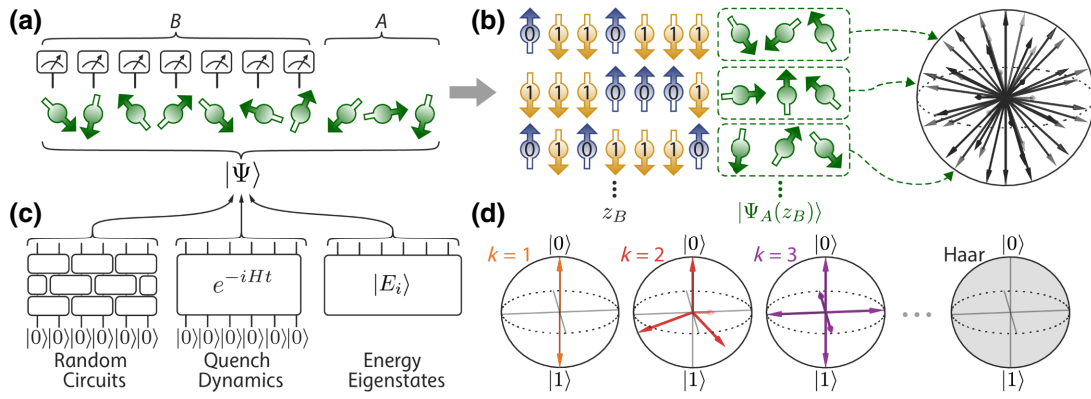 (a)
B
A
|Ψ⟩
(b)
0 1 1 0 1 1 1
1 1 1 0 0 0 1
0 1 0 1 1 1 0
z_B
|Ψ_A(z_B)⟩
(c)
e^{-iHt}
|E_i⟩
|0⟩|0⟩|0⟩|0⟩|0⟩|0⟩
|0⟩|0⟩|0⟩|0⟩|0⟩|0⟩
Random
Circuits
Quench
Dynamics
Energy
Eigenstates
(d)
k = 1
|0⟩
|1⟩
k = 2
|0⟩
|1⟩
k = 3
|0⟩
|1⟩
Haar
|0⟩
|1⟩